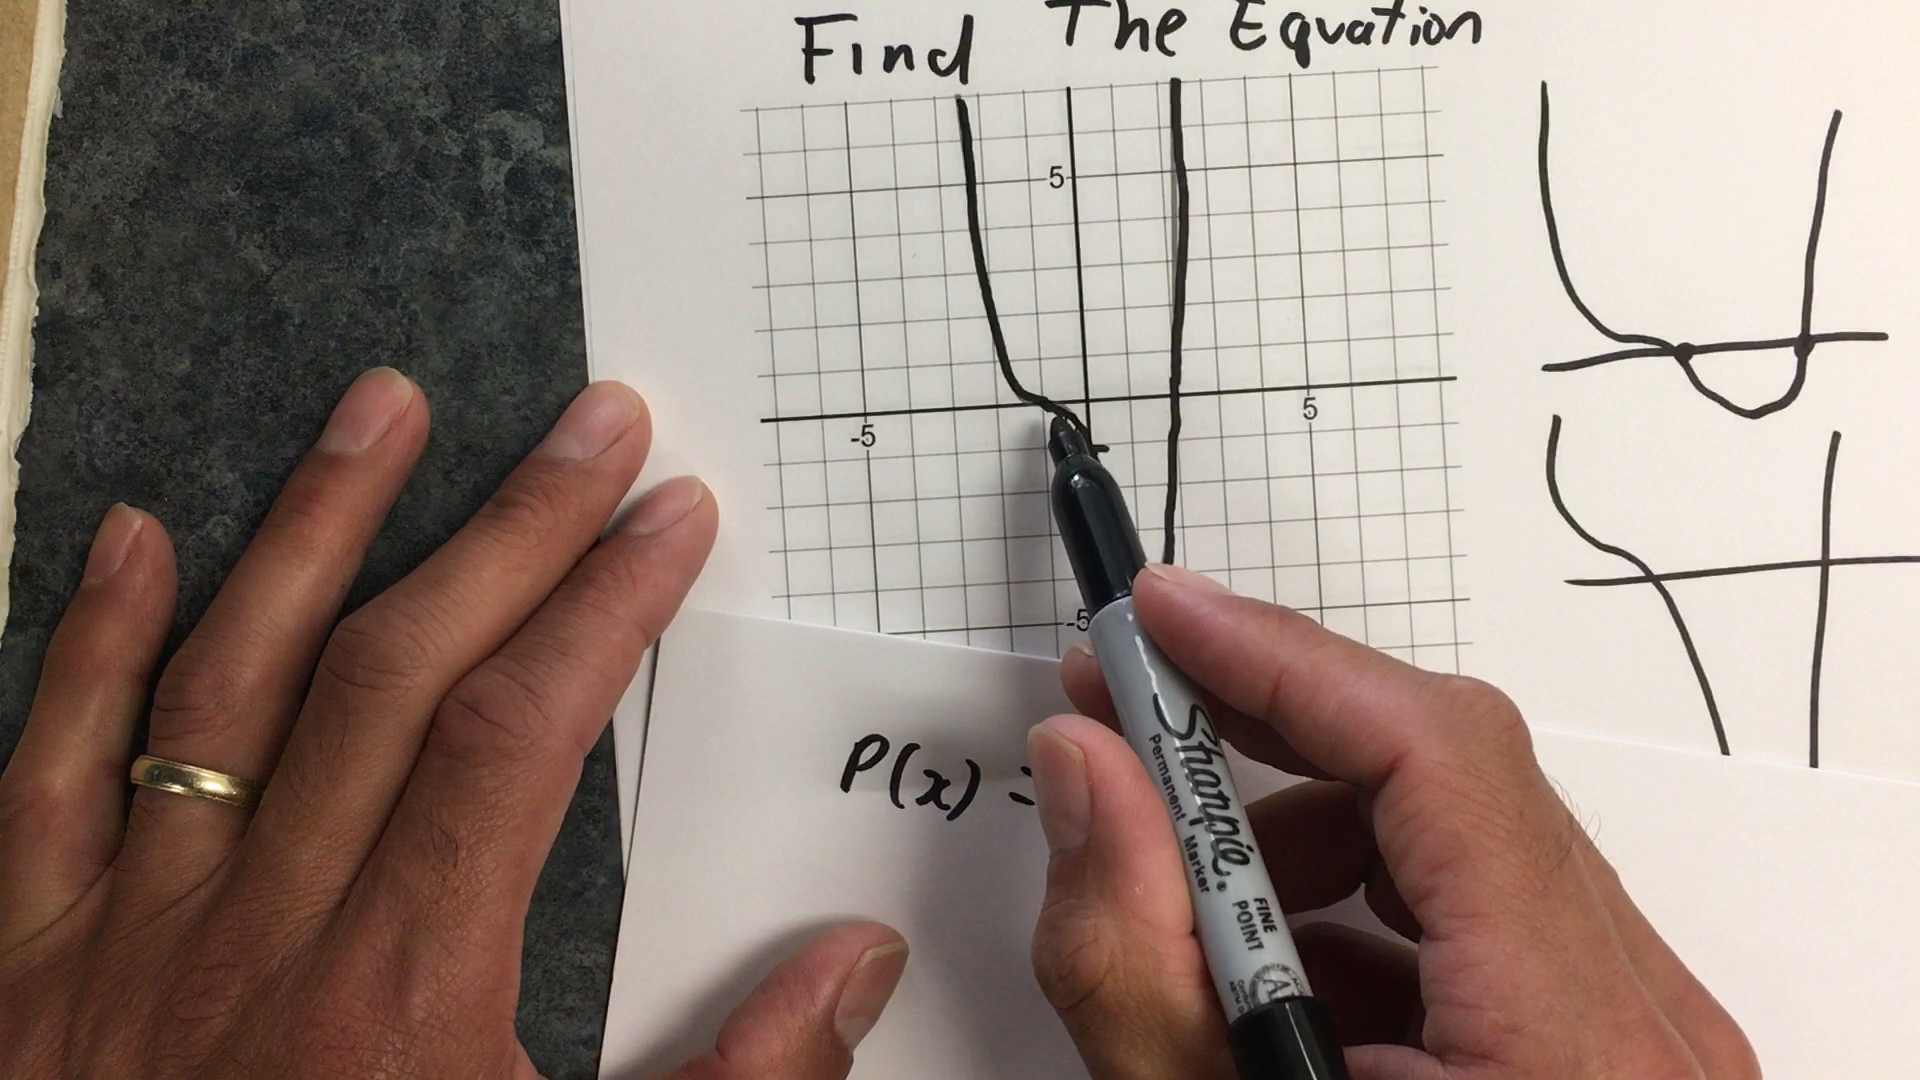 Find The Equation
5
-5
5
-5
P(x) =
Sharpie.
Permanent Marker
FINE
POINT